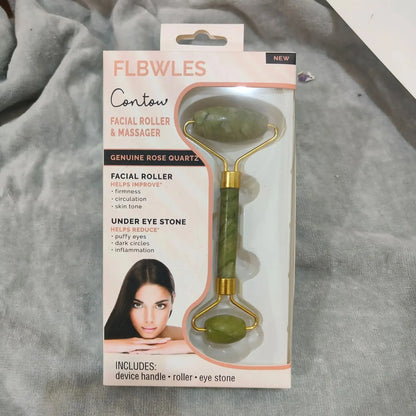 FLBWLES
NEW
Contour
FACIAL ROLLER
& MASSAGER
GENUINE ROSE QUARTZ
FACIAL ROLLER
HELPS IMPROVE*
• firmness
• circulation
• skin tone
UNDER EYE STONE
HELPS REDUCE*
• puffy eyes
• dark circles
• inflammation
INCLUDES:
device handle • roller • eye stone